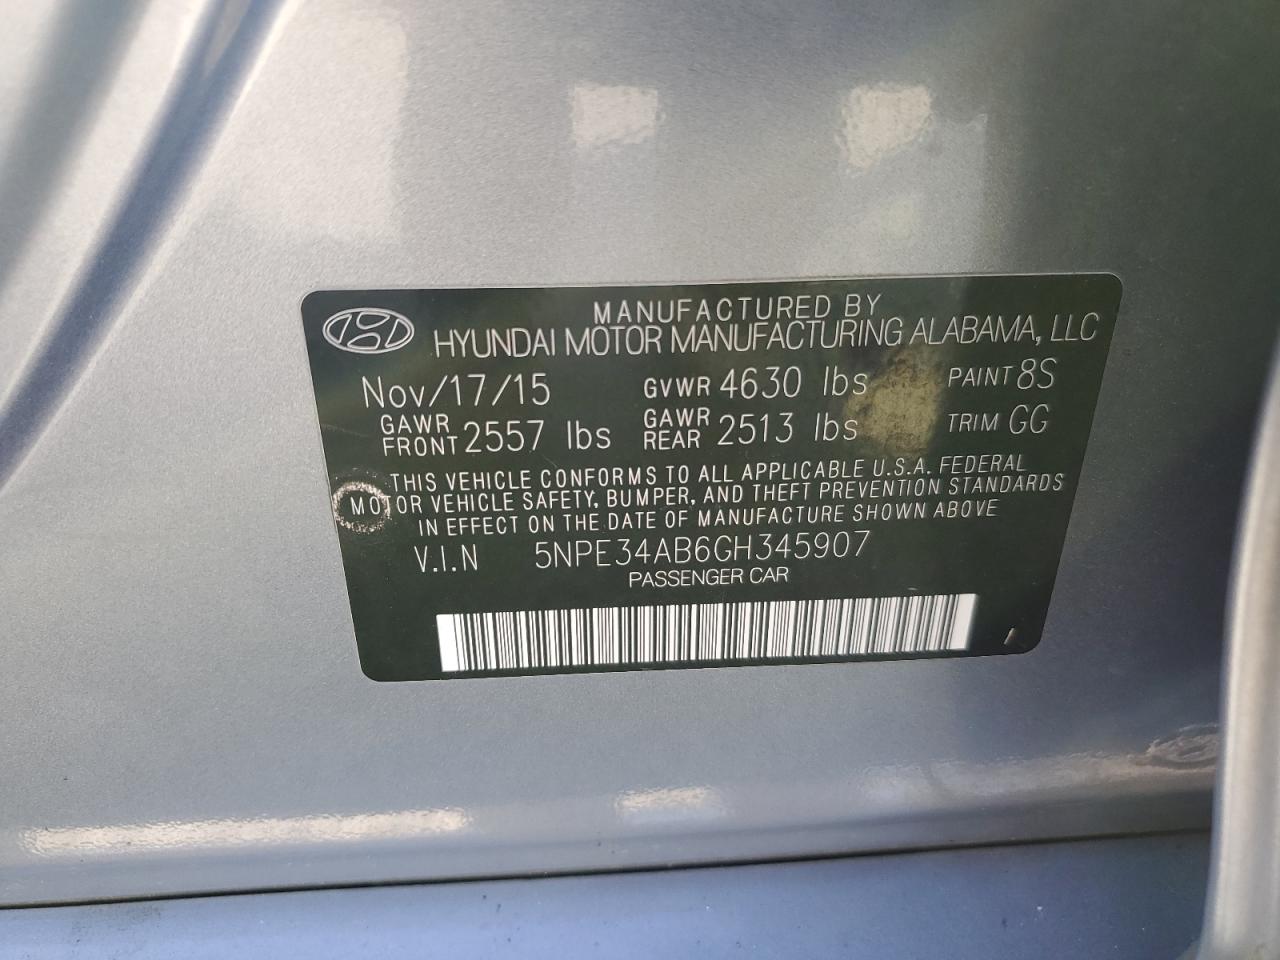 MANUFACTURED BY
HYUNDAI MOTOR MANUFACTURING ALABAMA, LLC
Nov/17/15 GVWR 4630 lbs PAINT 8S
GAWR FRONT 2557 lbs GAWR REAR 2513 lbs TRIM GG
THIS VEHICLE CONFORMS TO ALL APPLICABLE U.S.A. FEDERAL
MOTOR VEHICLE SAFETY, BUMPER, AND THEFT PREVENTION STANDARDS
IN EFFECT ON THE DATE OF MANUFACTURE SHOWN ABOVE
V.I.N 5NPE34AB6GH345907
PASSENGER CAR